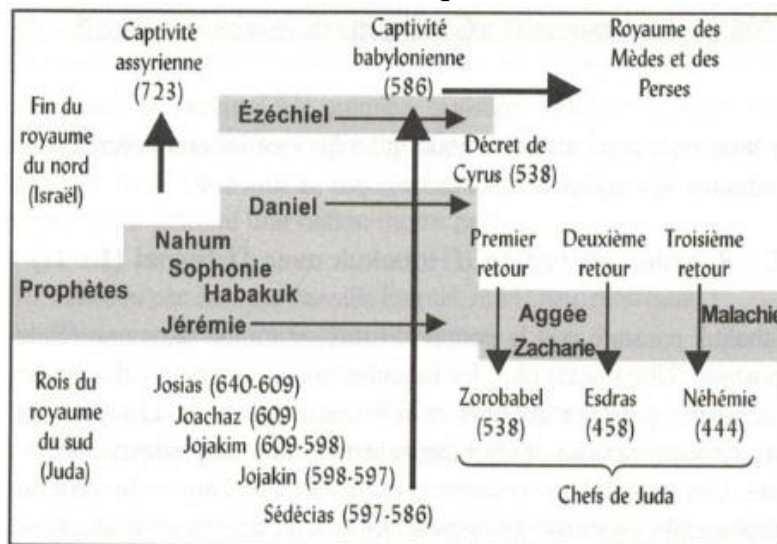 Captivité
assyrienne
(723)
Captivité
babylonienne
(586)
Royaume des
Mèdes et des
Perses
Fin du
royaume
du nord
(Israël)
Ézéchiel
Décret de
Cyrus (538)
Daniel
Premier
retour
Deuxième
retour
Troisième
retour
Prophètes
Nahum
Sophonie
Habakuk
Jérémie
Aggée
Zacharie
Malachie
Rois du
royaume
du sud
(Juda)
Josias (640-609)
Joachaz (609)
Jojakim (609-598)
Jojakin (598-597)
Sédécias (597-586)
Zorobabel
(538)
Esdras
(458)
Néhémie
(444)
Chefs de Juda